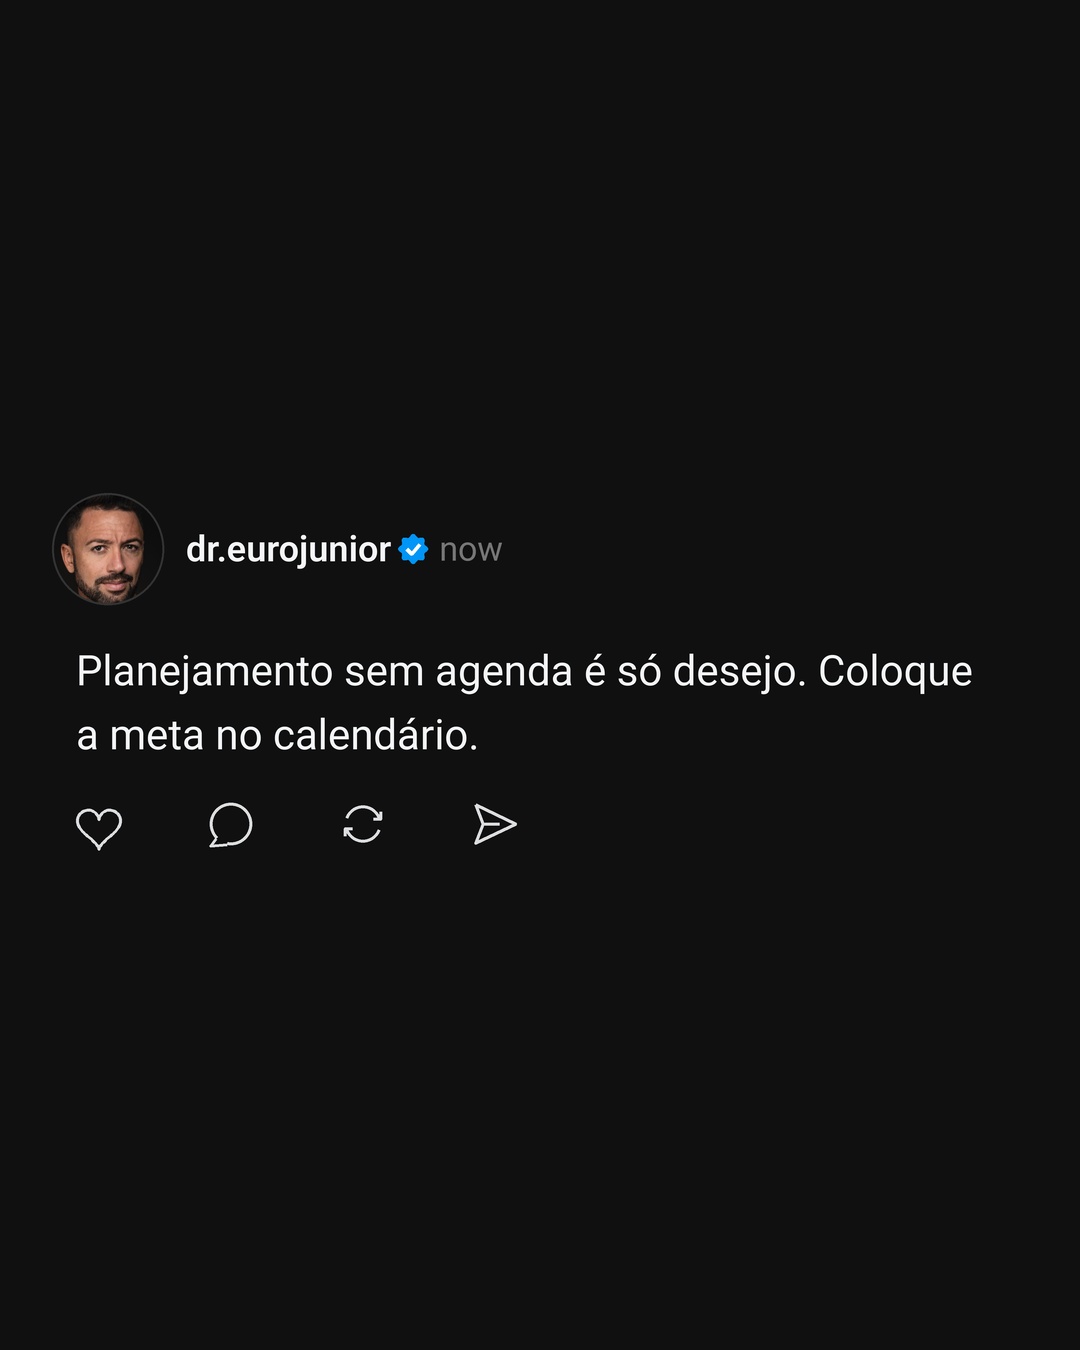 dr.eurojunior now
Planejamento sem agenda é só desejo. Coloque
a meta no calendário.